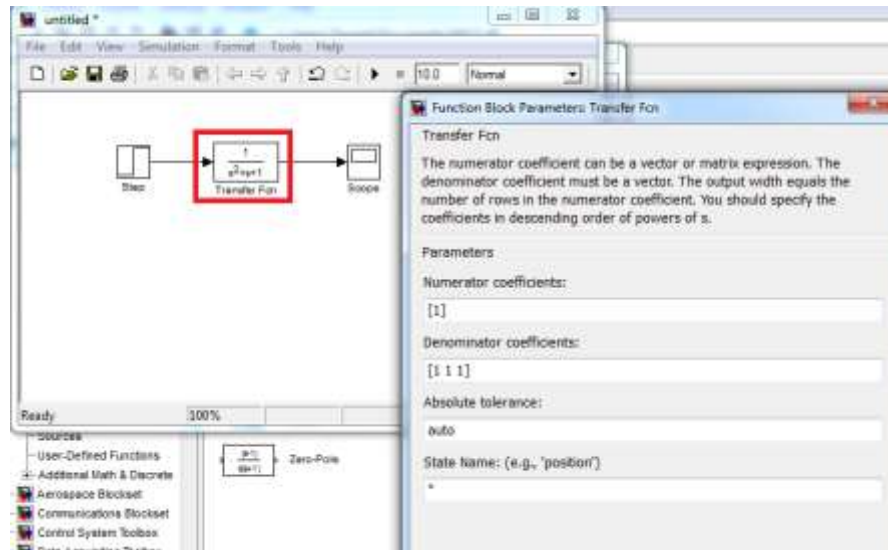 untitled *
File Edit View Simulation Format Tools Help
10.0 Normal
Step
1
s²+s+1
Transfer Fcn
Scope
Ready 100%
Function Block Parameters: Transfer Fcn
Transfer Fcn
The numerator coefficient can be a vector or matrix expression. The
denominator coefficient must be a vector. The output width equals the
number of rows in the numerator coefficient. You should specify the
coefficients in descending order of powers of s.
Parameters
Numerator coefficients:
[1]
Denominator coefficients:
[1 1 1]
Absolute tolerance:
auto
State Name: (e.g., 'position')
Sources
User-Defined Functions
Additional Math & Discrete
Aerospace Blockset
Communications Blockset
Control System Toolbox
Zero-Pole